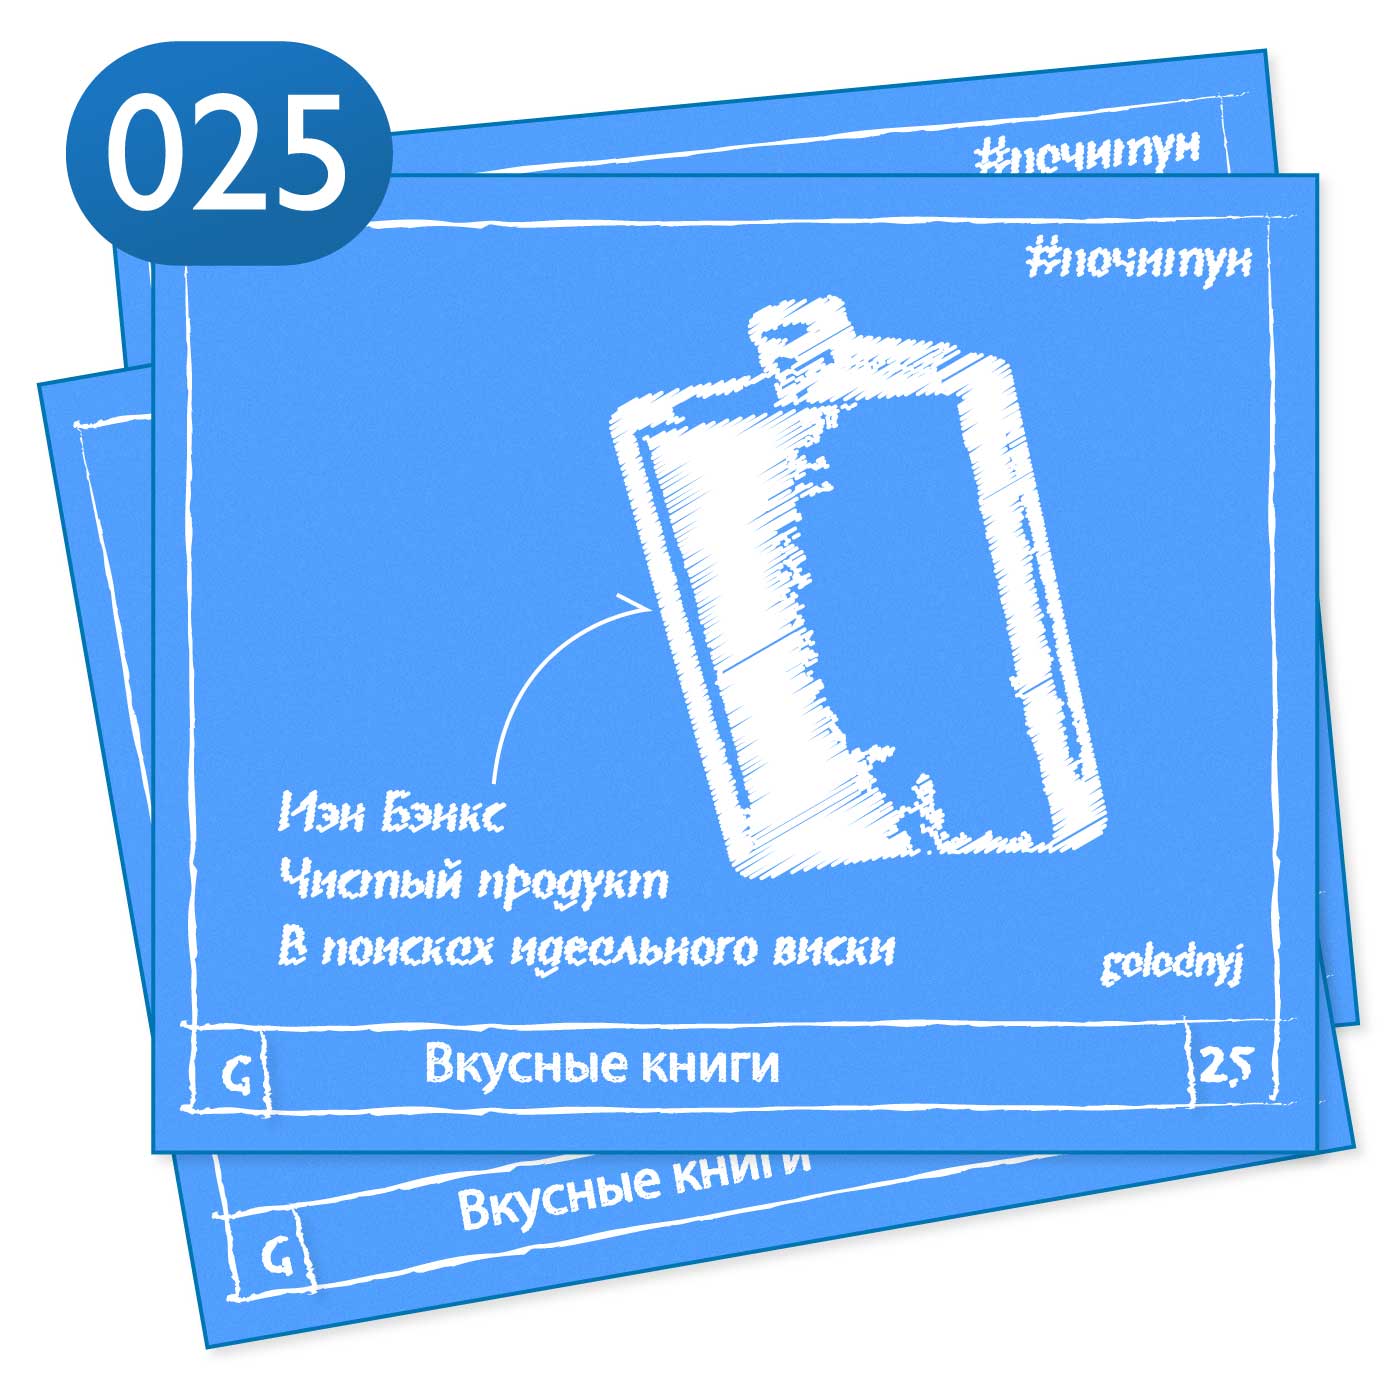 025
#почитун
#почитун
Иэн Бэнкс
Чистый продукт
В поисках идеального виски
golodnyj
G
Вкусные книги
25
Вкусные книги
G